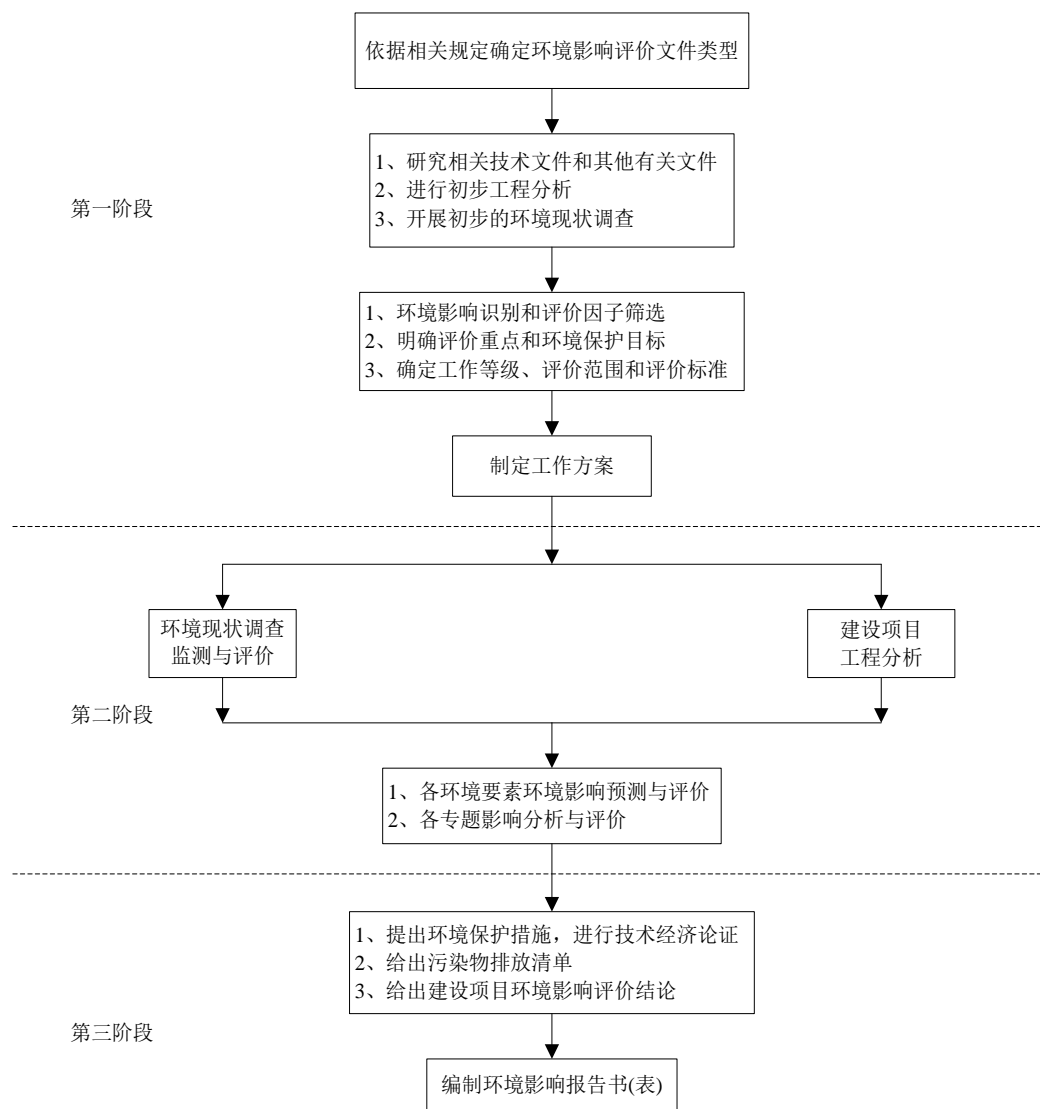 依据相关规定确定环境影响评价文件类型
第一阶段
1、研究相关技术文件和其他有关文件
2、进行初步工程分析
3、开展初步的环境现状调查
1、环境影响识别和评价因子筛选
2、明确评价重点和环境保护目标
3、确定工作等级、评价范围和评价标准
制定工作方案
环境现状调查
监测与评价
建设项目
工程分析
第二阶段
1、各环境要素环境影响预测与评价
2、各专题影响分析与评价
1、提出环境保护措施，进行技术经济论证
2、给出污染物排放清单
3、给出建设项目环境影响评价结论
第三阶段
编制环境影响报告书(表)